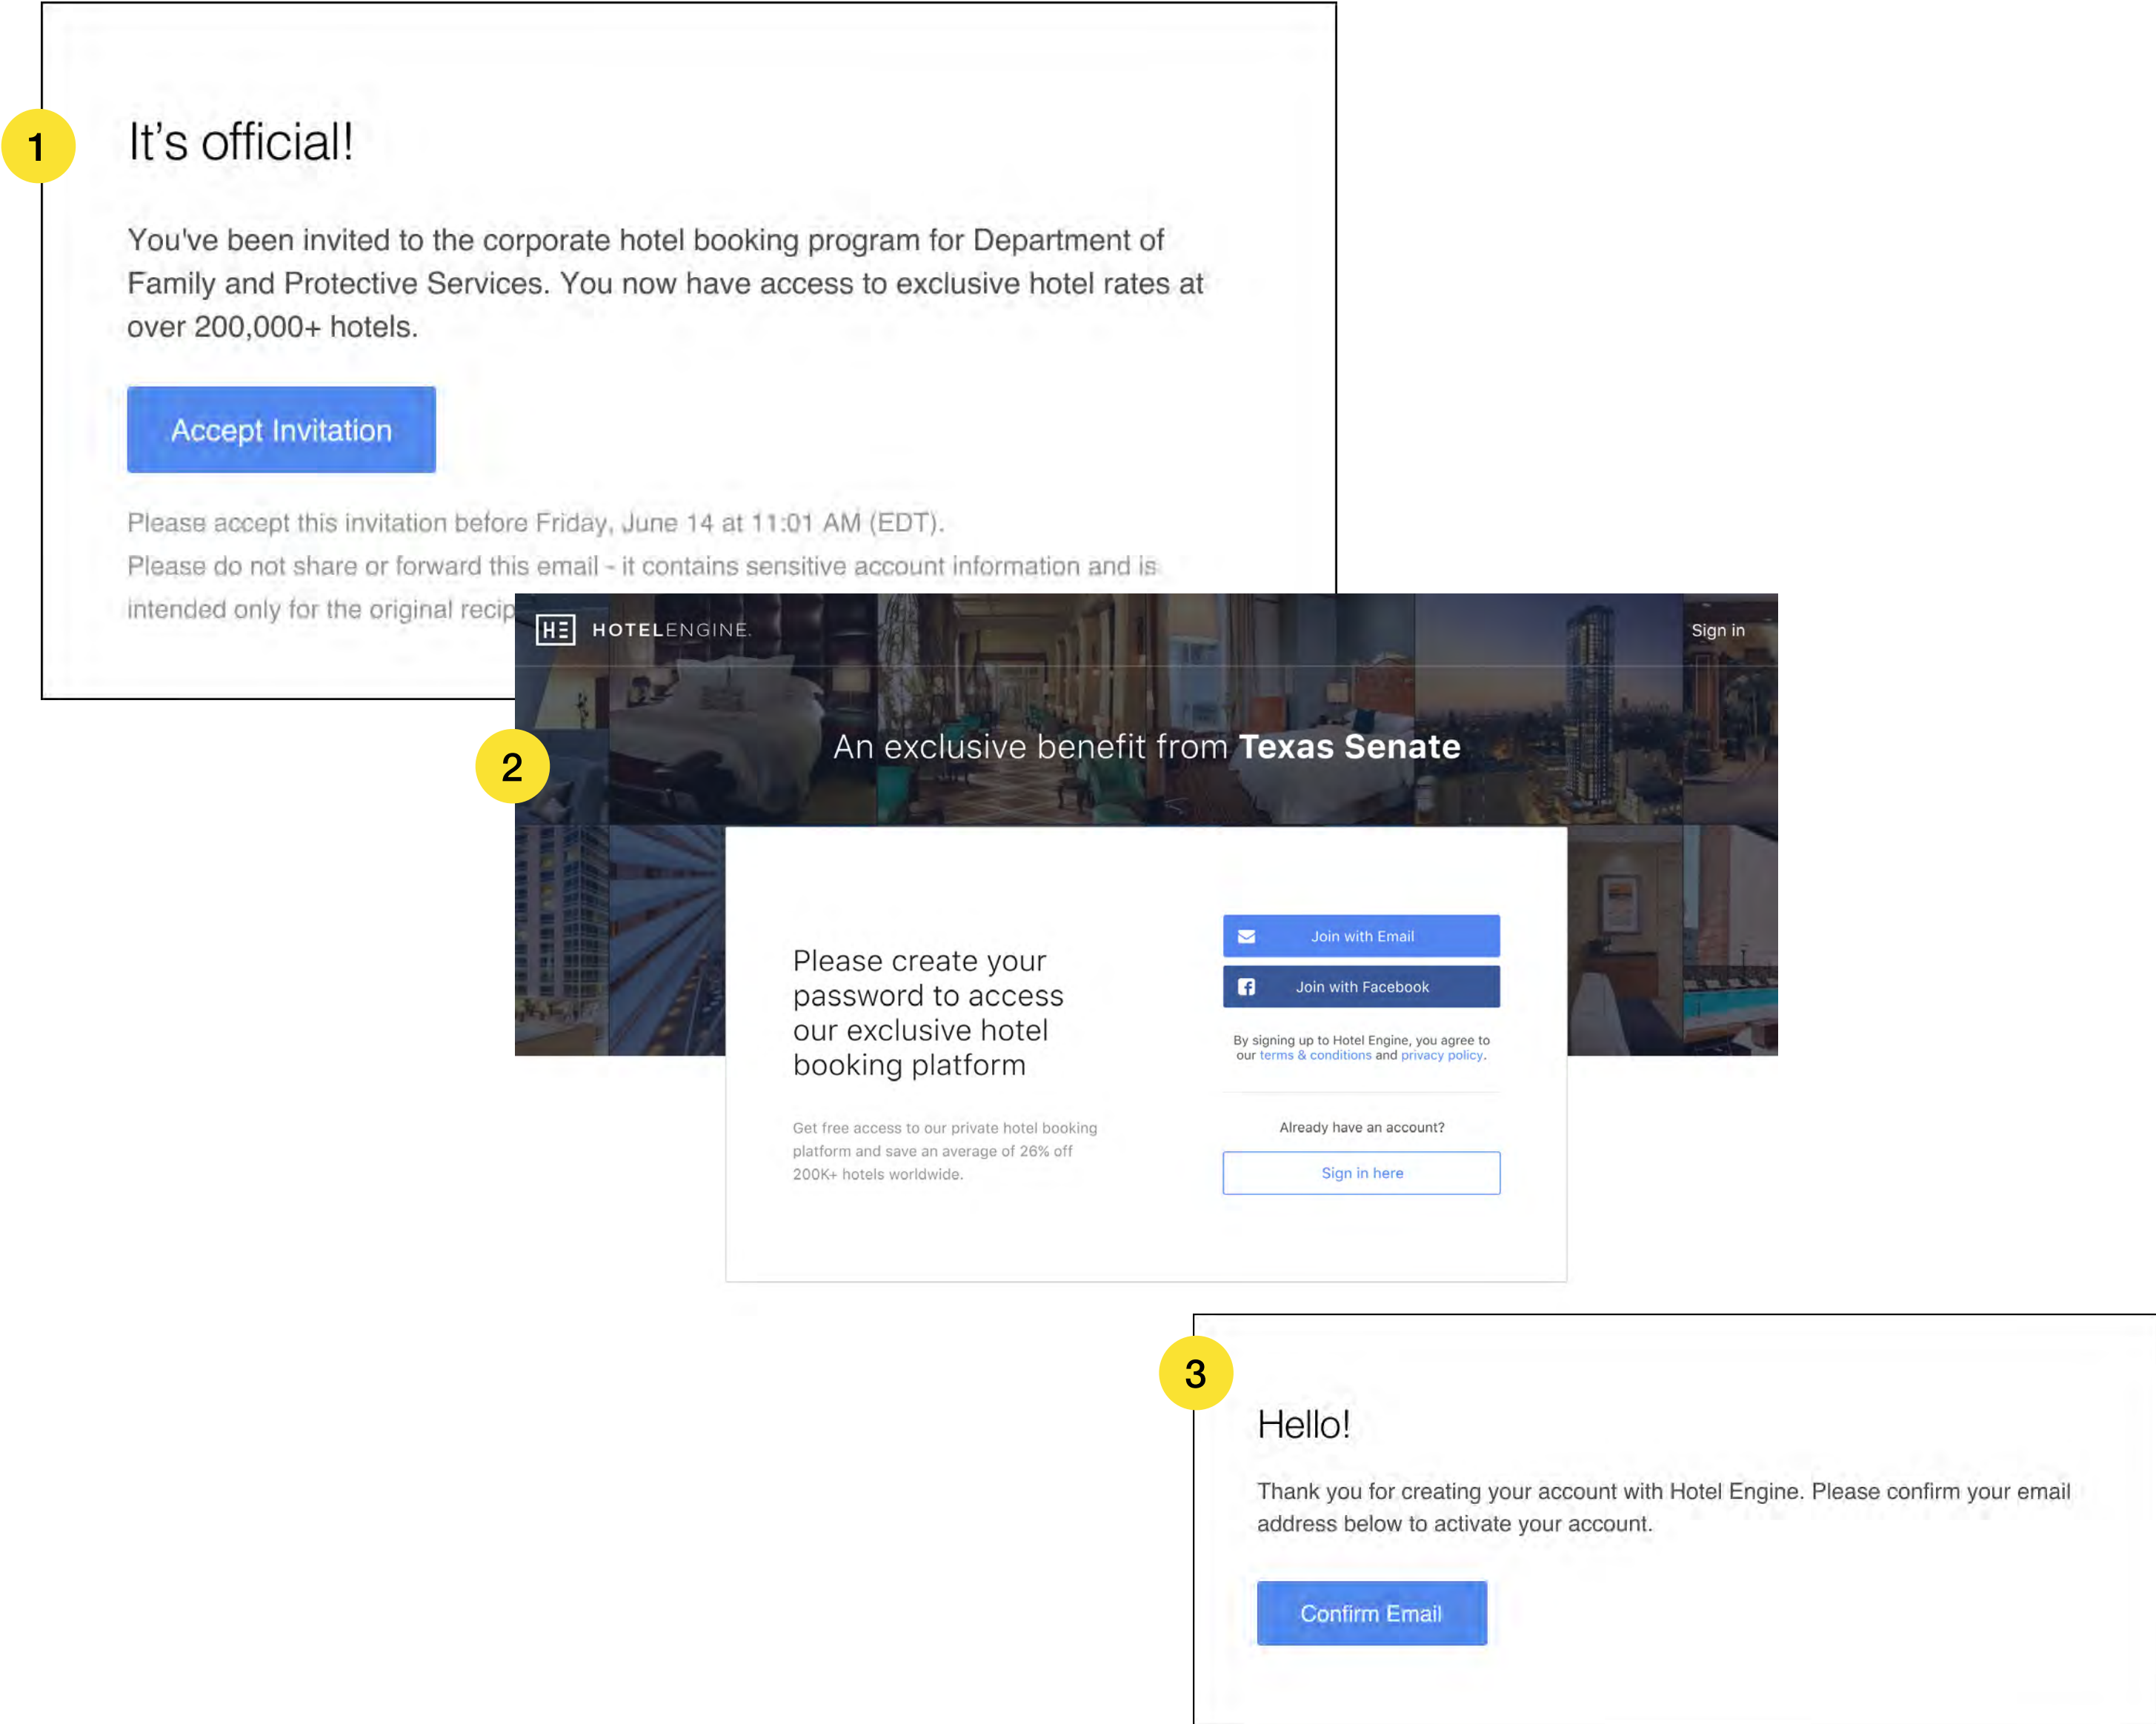 1
It's official!
You've been invited to the corporate hotel booking program for Department of
Family and Protective Services. You now have access to exclusive hotel rates at
over 200,000+ hotels.
Accept Invitation
Please accept this invitation before Friday, June 14 at 11:01 AM (EDT).
Please do not share or forward this email - it contains sensitive account information and is
intended only for the original recip
HE HOTELENGINE.
Sign in
2
An exclusive benefit from Texas Senate
Please create your
password to access
our exclusive hotel
booking platform
Get free access to our private hotel booking
platform and save an average of 26% off
200K+ hotels worldwide.
Join with Email
Join with Facebook
By signing up to Hotel Engine, you agree to
our terms & conditions and privacy policy.
Already have an account?
Sign in here
3
Hello!
Thank you for creating your account with Hotel Engine. Please confirm your email
address below to activate your account.
Confirm Email